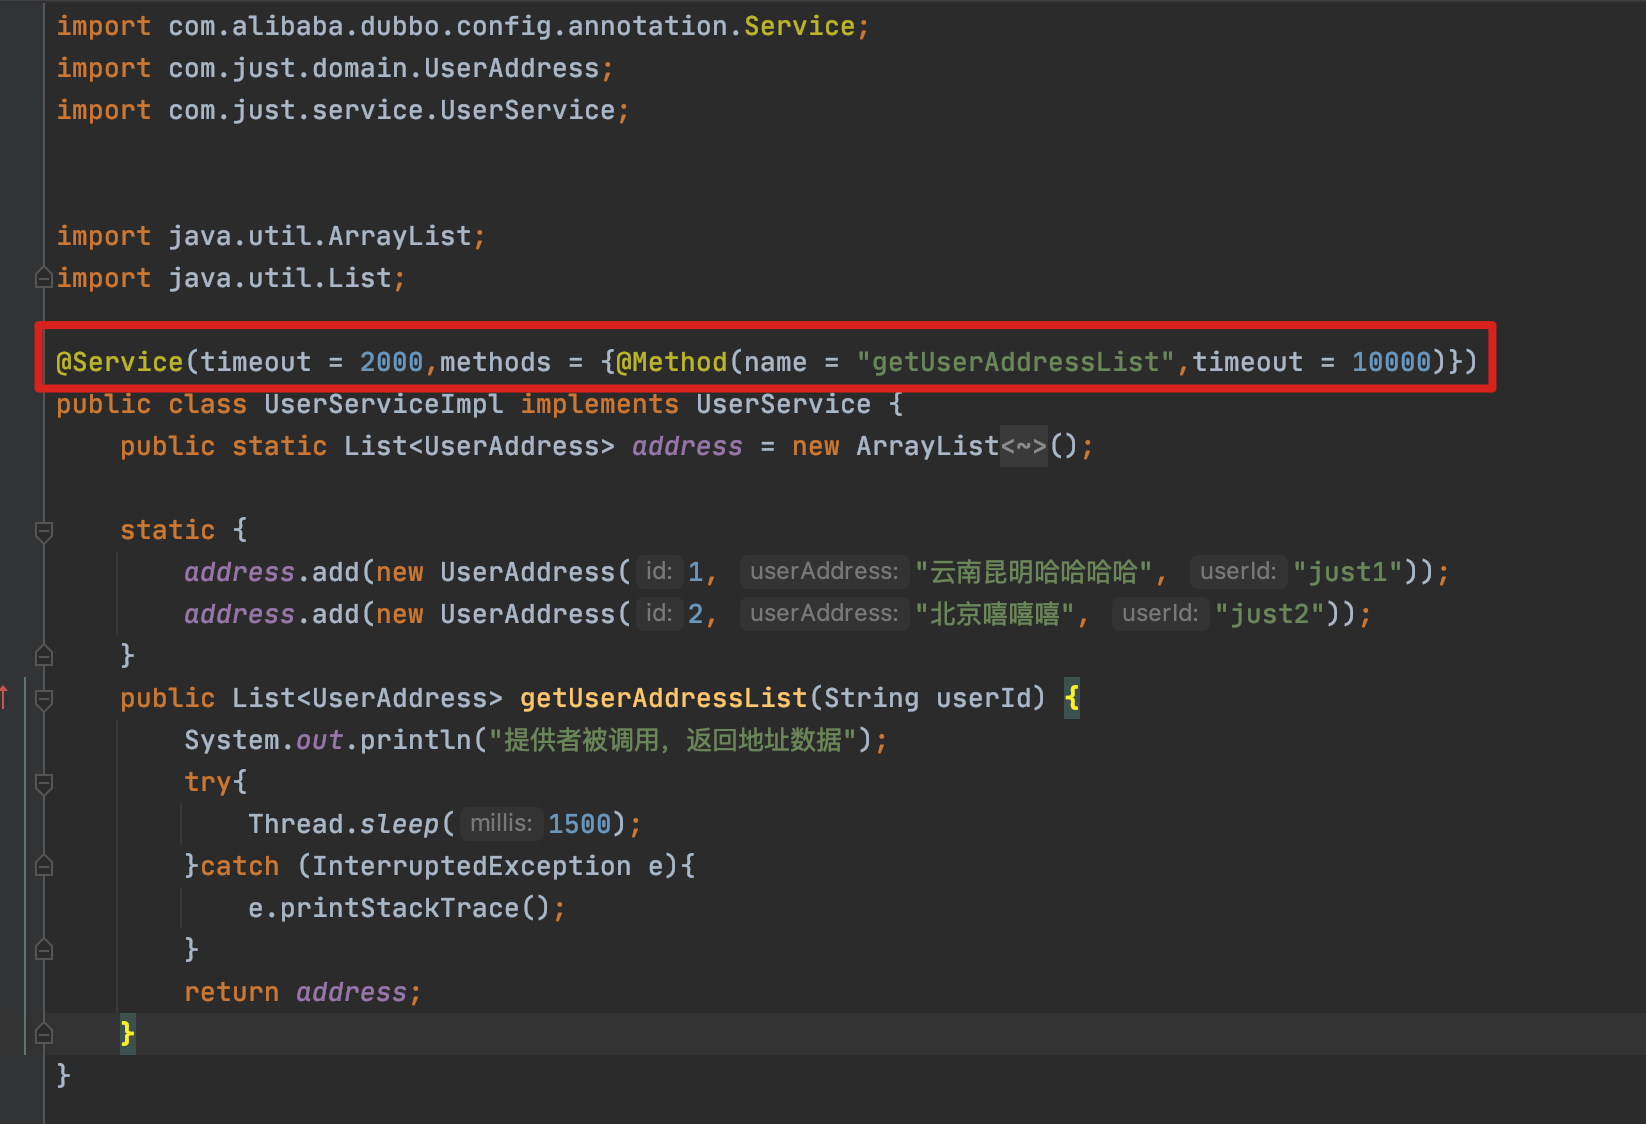 import com.alibaba.dubbo.config.annotation.Service;
import com.just.domain.UserAddress;
import com.just.service.UserService;
import java.util.ArrayList;
import java.util.List;
@Service(timeout = 2000,methods = {@Method(name = "getUserAddressList",timeout = 10000)})
public class UserServiceImpl implements UserService {
    public static List<UserAddress> address = new ArrayList<~>();
    static {
        address.add(new UserAddress( id: 1, userAddress: "云南昆明哈哈哈哈", userId: "just1"));
        address.add(new UserAddress( id: 2, userAddress: "北京嘻嘻嘻", userId: "just2"));
    }
    public List<UserAddress> getUserAddressList(String userId) {
        System.out.println("提供者被调用，返回地址数据");
        try{
            Thread.sleep( millis: 1500);
        }catch (InterruptedException e){
            e.printStackTrace();
        }
        return address;
    }
}